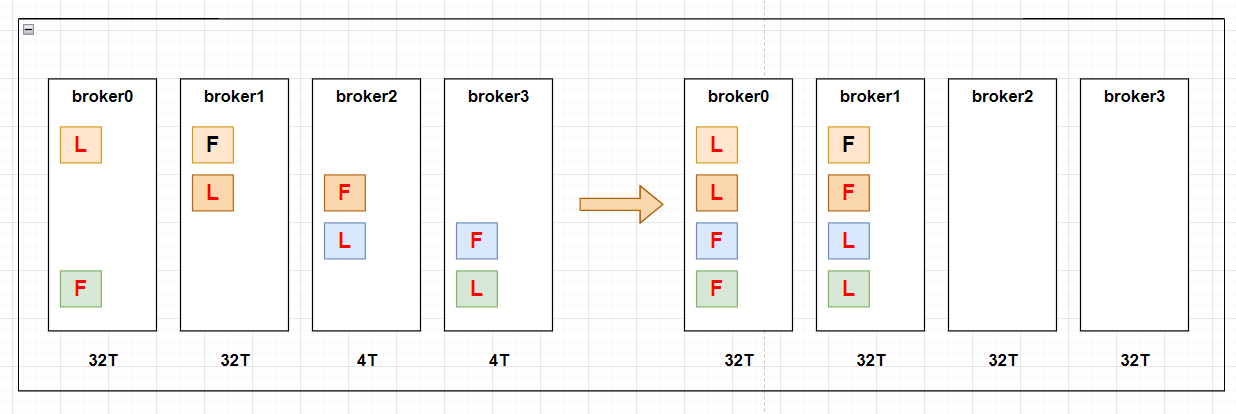 broker0 broker1 broker2 broker3 broker0 broker1 broker2 broker3
L F L F
L F L F
L F F L
F L F L
32T 32T 4T 4T 32T 32T 32T 32T